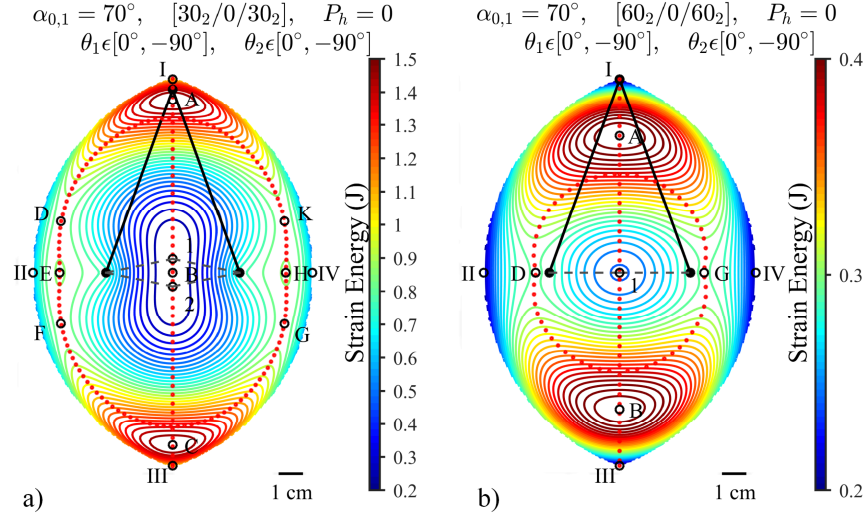 α₀,₁ = 70°, [30₂/0/30₂], Pₕ = 0
θ₁ϵ[0°, −90°], θ₂ϵ[0°, −90°]
I
A
D
K
1
II
E
B
H
IV
2
F
G
C
III
1 cm
a)
1.5
1.4
1.3
1.2
1.1
1.0
0.9
0.8
0.7
0.6
0.5
0.4
0.3
0.2
Strain Energy (J)
α₀,₁ = 70°, [60₂/0/60₂], Pₕ = 0
θ₁ϵ[0°, −90°], θ₂ϵ[0°, −90°]
I
A
II
D
1
G
IV
B
III
1 cm
b)
0.4
0.3
0.2
Strain Energy (J)